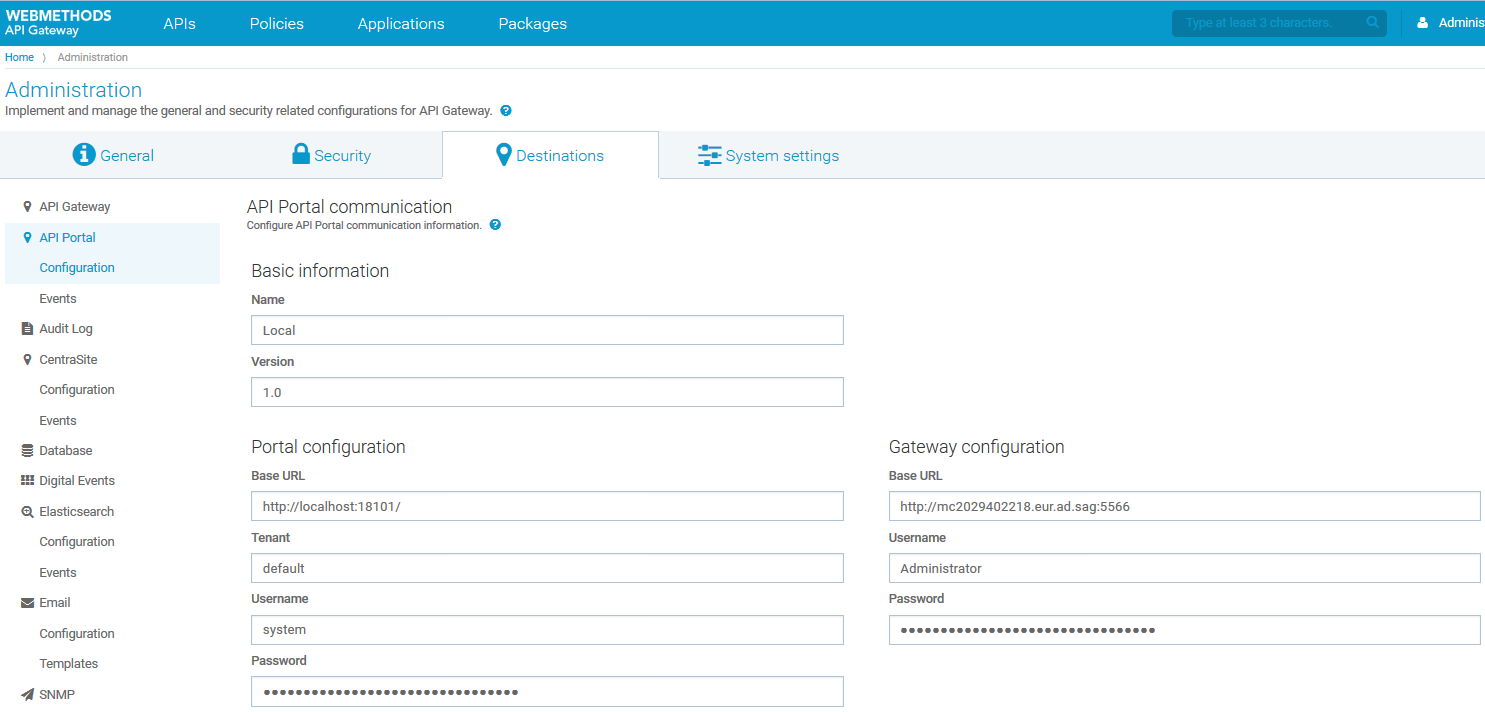 WEBMETHODS
API Gateway
APIs
Policies
Applications
Packages
Type at least 3 characters.
Adminis
Home
Administration
Administration
Implement and manage the general and security related configurations for API Gateway.
General
Security
Destinations
System settings
API Gateway
API Portal
Configuration
Events
Audit Log
CentraSite
Configuration
Events
Database
Digital Events
Elasticsearch
Configuration
Events
Email
Configuration
Templates
SNMP
API Portal communication
Configure API Portal communication information.
Basic information
Name
Local
Version
1.0
Portal configuration
Base URL
http://localhost:18101/
Tenant
default
Username
system
Password
Gateway configuration
Base URL
http://mc2029402218.eur.ad.sag:5566
Username
Administrator
Password